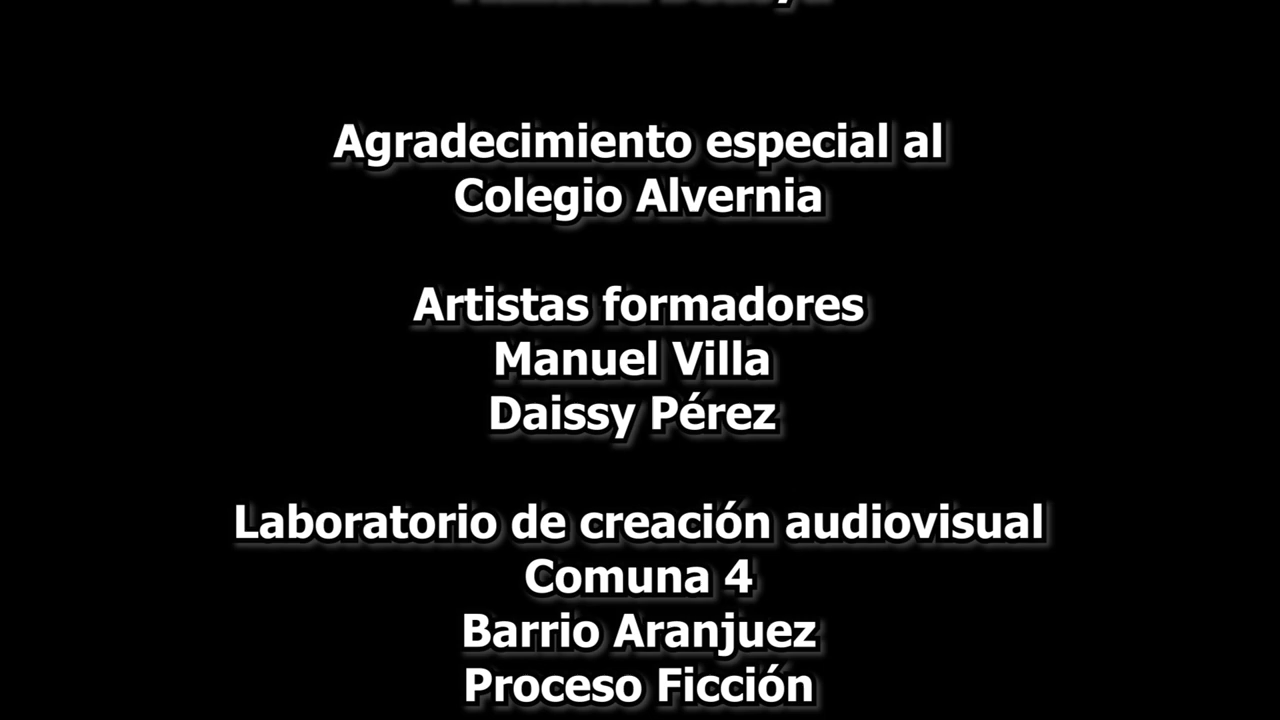 Agradecimiento especial al
Colegio Alvernia
Artistas formadores
Manuel Villa
Daissy Pérez
Laboratorio de creación audiovisual
Comuna 4
Barrio Aranjuez
Proceso Ficción